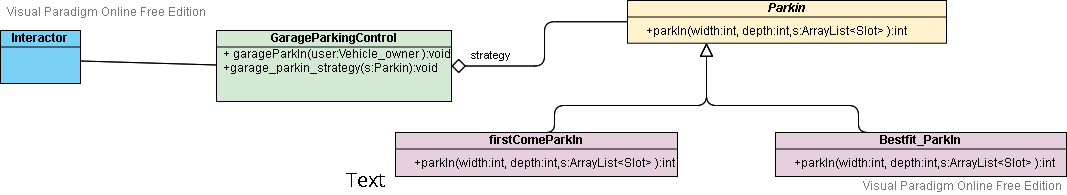 Visual Paradigm Online Free Edition
Parkin
+parkIn(width:int, depth:int,s:ArrayList<Slot> ):int
Interactor
GarageParkingControl
+ garageParkIn(user:Vehicle_owner ):void
+garage_parkin_strategy(s:Parkin):void
strategy
firstComeParkIn
+parkIn(width:int, depth:int,s:ArrayList<Slot> ):int
Bestfit_ParkIn
+parkIn(width:int, depth:int,s:ArrayList<Slot> ):int
Text
Visual Paradigm Online Free Edition